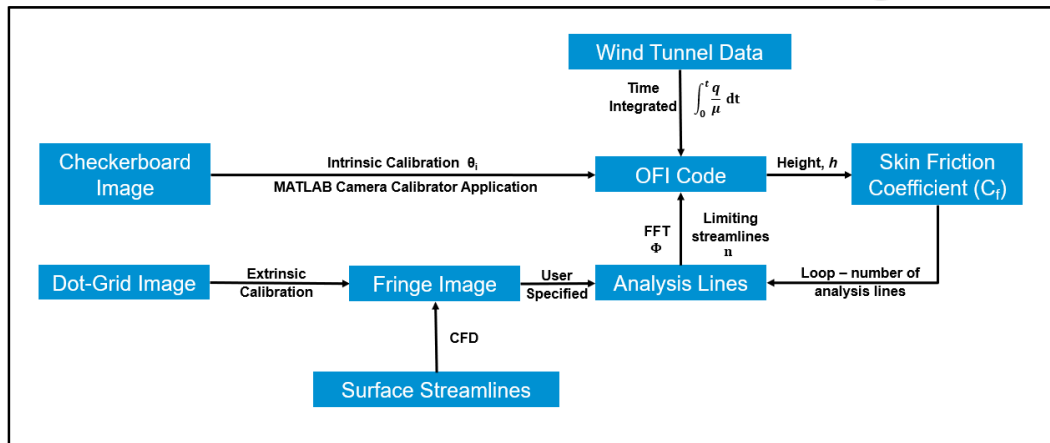 Wind Tunnel Data
Time
Integrated
∫₀ᵗ q/μ dt
Checkerboard
Image
Intrinsic Calibration θᵢ
MATLAB Camera Calibrator Application
OFI Code
Height, h
Skin Friction
Coefficient (Cf)
FFT
Φ
Limiting
streamlines
n
Dot-Grid Image
Extrinsic
Calibration
Fringe Image
User
Specified
Analysis Lines
Loop – number of
analysis lines
CFD
Surface Streamlines